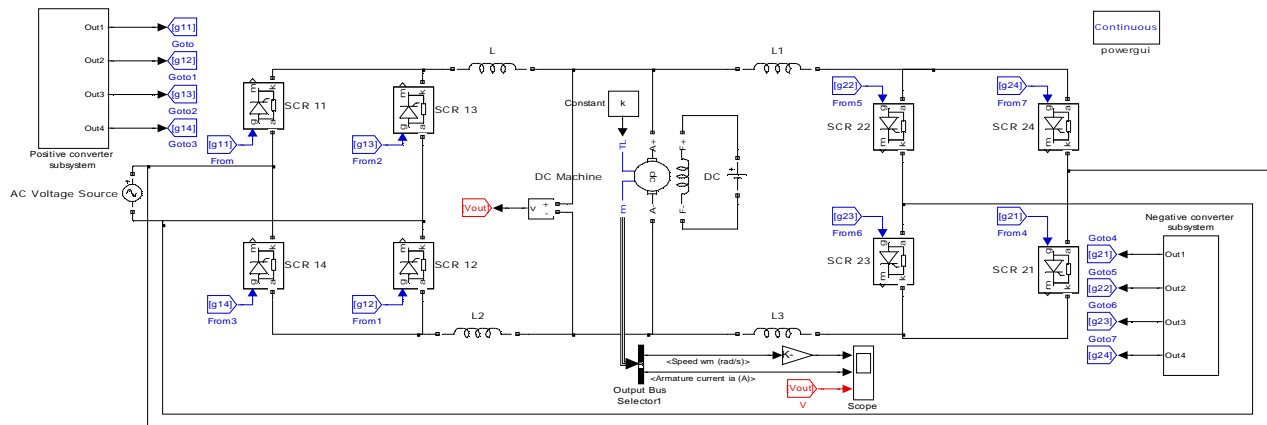 Out1
[g11]
Goto
Out2
[g12]
Goto1
Out3
[g13]
Goto2
Out4
[g14]
Goto3
Positive converter
subsystem
AC Voltage Source
m
k
g
a
SCR 11
[g11]
From
m
k
g
a
SCR 13
[g13]
From2
m
k
g
a
SCR 14
[g14]
From3
m
k
g
a
SCR 12
[g12]
From1
L
L1
L2
L3
Constant
k
TL
m
A+
A-
dc
F+
F-
DC Machine
DC
[Vout]
v
+
-
Continuous
powergui
[g22]
From5
g
a
m
k
SCR 22
[g24]
From7
g
a
m
k
SCR 24
[g23]
From6
g
a
m
k
SCR 23
[g21]
From4
g
a
m
k
SCR 21
Negative converter
subsystem
Goto4
[g21]
Out1
Goto5
[g22]
Out2
Goto6
[g23]
Out3
Goto7
[g24]
Out4
<Speed wm (rad/s)>
K-
<Armature current ia (A)>
Output Bus
Selector1
[Vout]
V
Scope